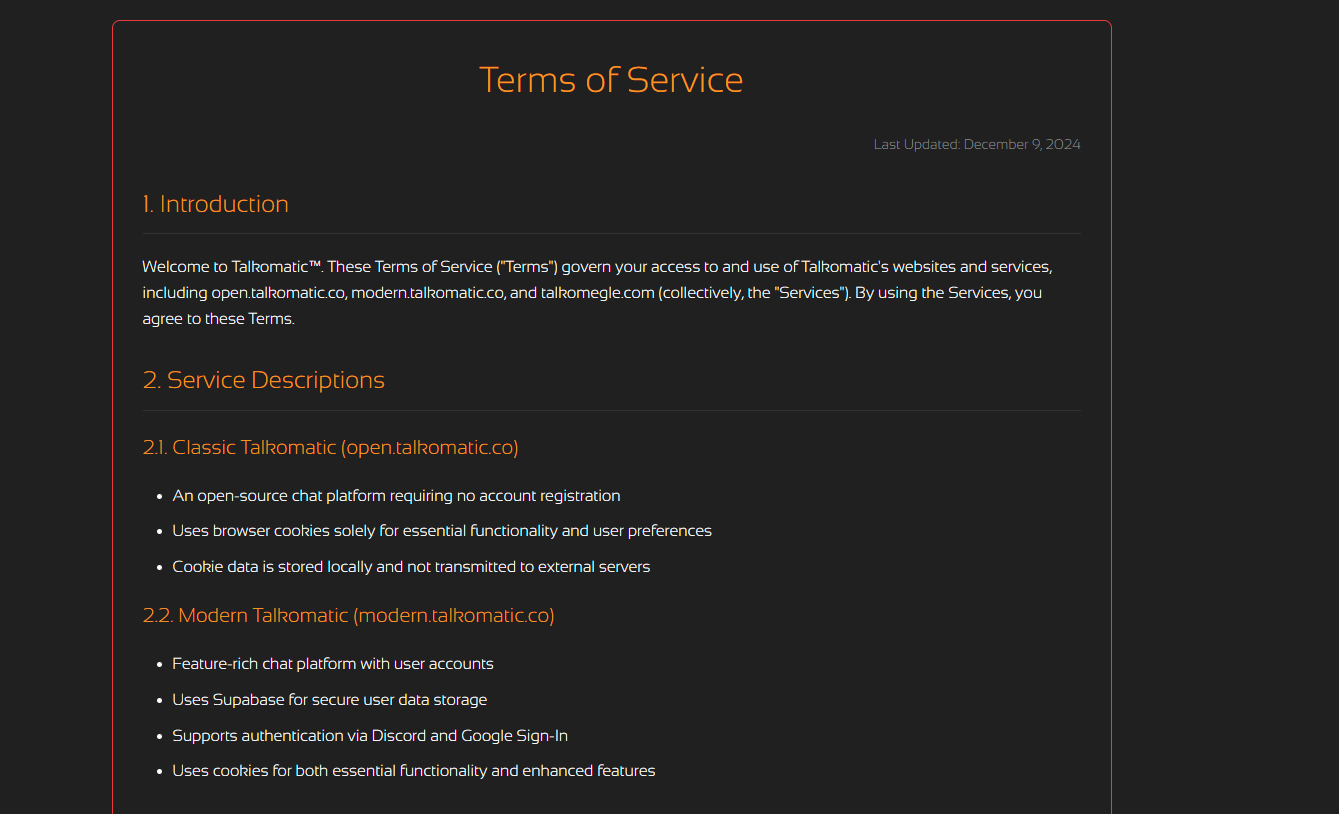 Terms of Service
Last Updated: December 9, 2024
1. Introduction
Welcome to Talkomatic™. These Terms of Service ("Terms") govern your access to and use of Talkomatic's websites and services,
including open.talkomatic.co, modern.talkomatic.co, and talkomegle.com (collectively, the "Services"). By using the Services, you
agree to these Terms.
2. Service Descriptions
2.1. Classic Talkomatic (open.talkomatic.co)
• An open-source chat platform requiring no account registration
• Uses browser cookies solely for essential functionality and user preferences
• Cookie data is stored locally and not transmitted to external servers
2.2. Modern Talkomatic (modern.talkomatic.co)
• Feature-rich chat platform with user accounts
• Uses Supabase for secure user data storage
• Supports authentication via Discord and Google Sign-In
• Uses cookies for both essential functionality and enhanced features